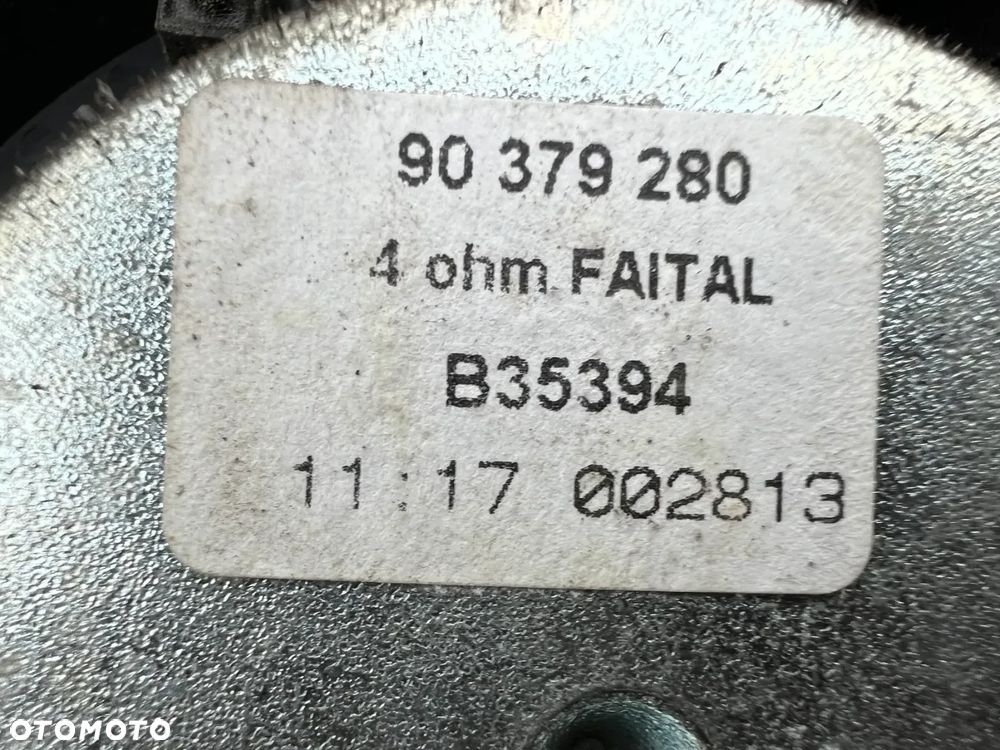 90 379 280
4 ohm FAITAL
B35394
11:17 002813
OTOMOTO